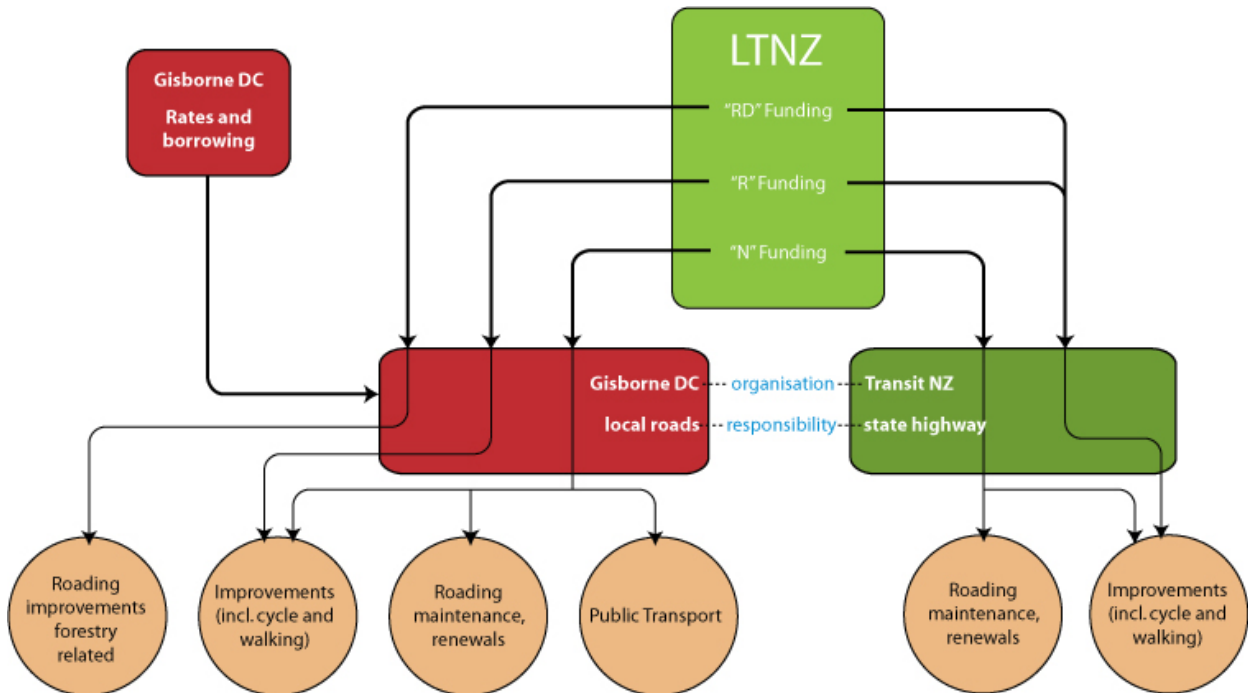 Gisborne DC
Rates and
borrowing
LTNZ
“RD” Funding
“R” Funding
“N” Funding
Gisborne DC
organisation
Transit NZ
local roads
responsibility
state highway
Roading
improvements
forestry
related
Improvements
(incl. cycle and
walking)
Roading
maintenance,
renewals
Public Transport
Roading
maintenance,
renewals
Improvements
(incl. cycle and
walking)